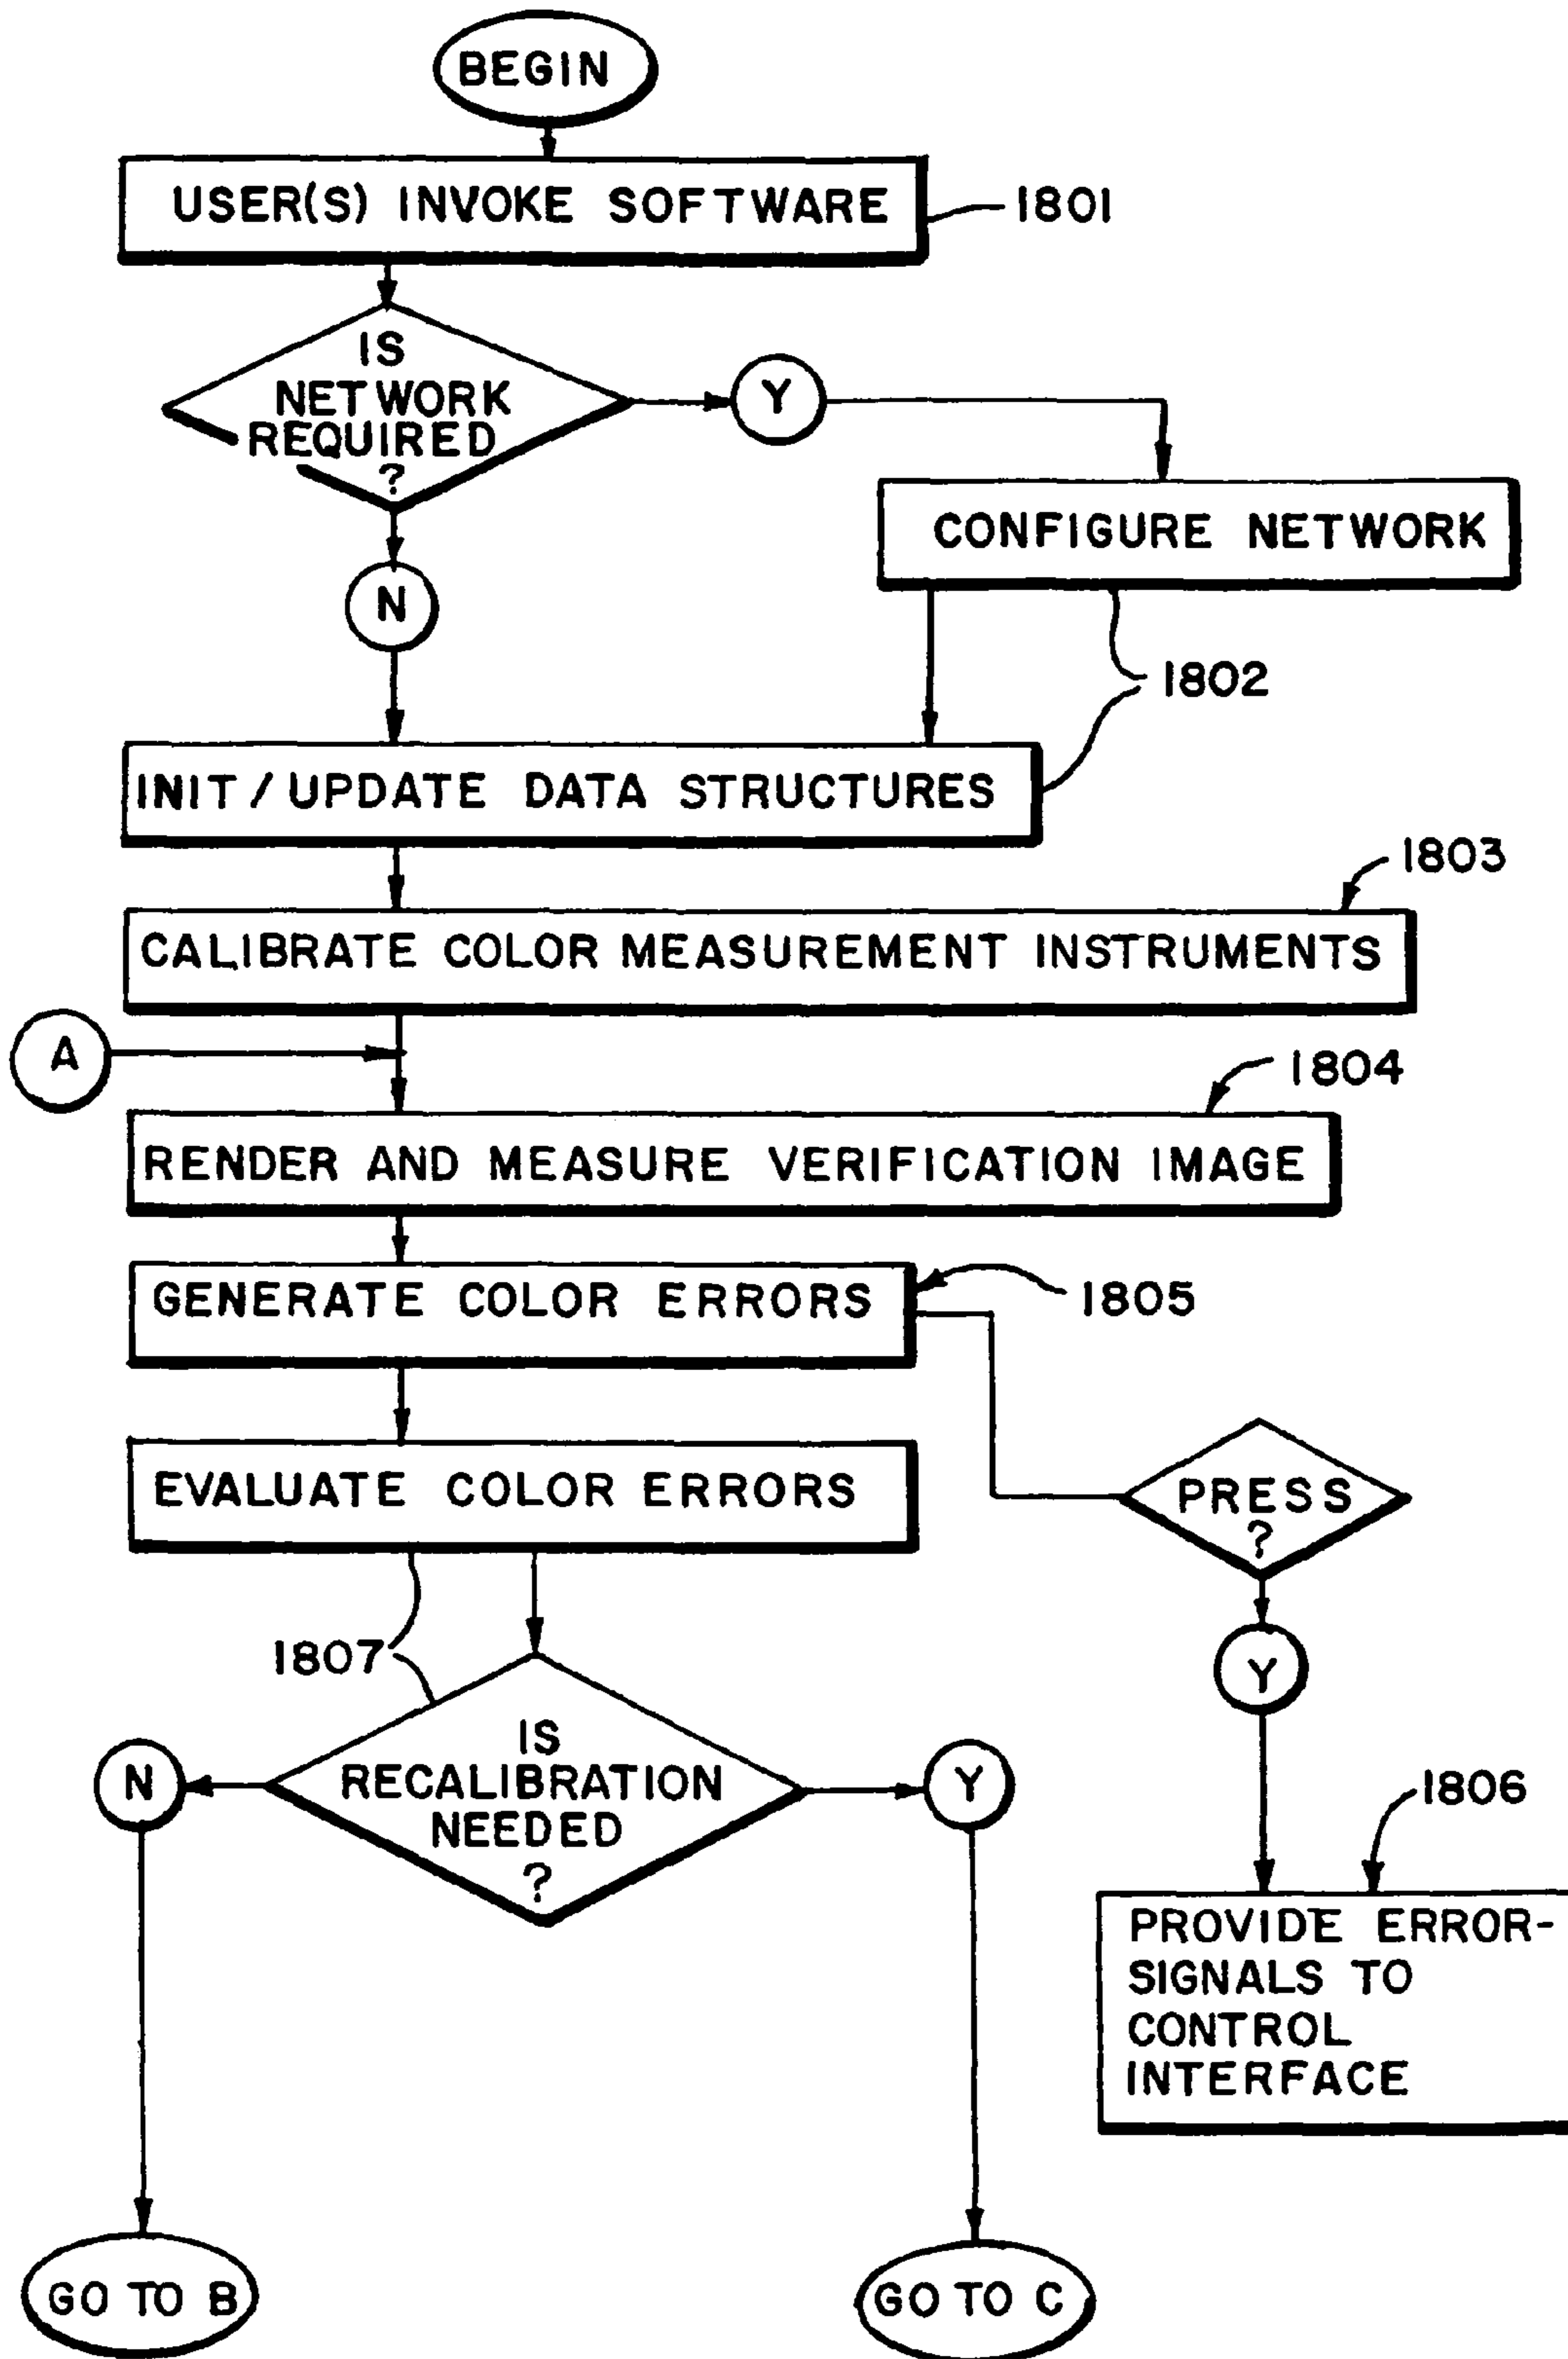 BEGIN
USER(S) INVOKE SOFTWARE
1801
IS
NETWORK
REQUIRED
?
Y
CONFIGURE NETWORK
N
1802
INIT / UPDATE DATA STRUCTURES
1803
CALIBRATE COLOR MEASUREMENT INSTRUMENTS
A
1804
RENDER AND MEASURE VERIFICATION IMAGE
GENERATE COLOR ERRORS
1805
EVALUATE COLOR ERRORS
PRESS
?
1807
Y
IS
RECALIBRATION
NEEDED
?
N
Y
1806
PROVIDE ERROR-
SIGNALS TO
CONTROL
INTERFACE
GO TO B
GO TO C